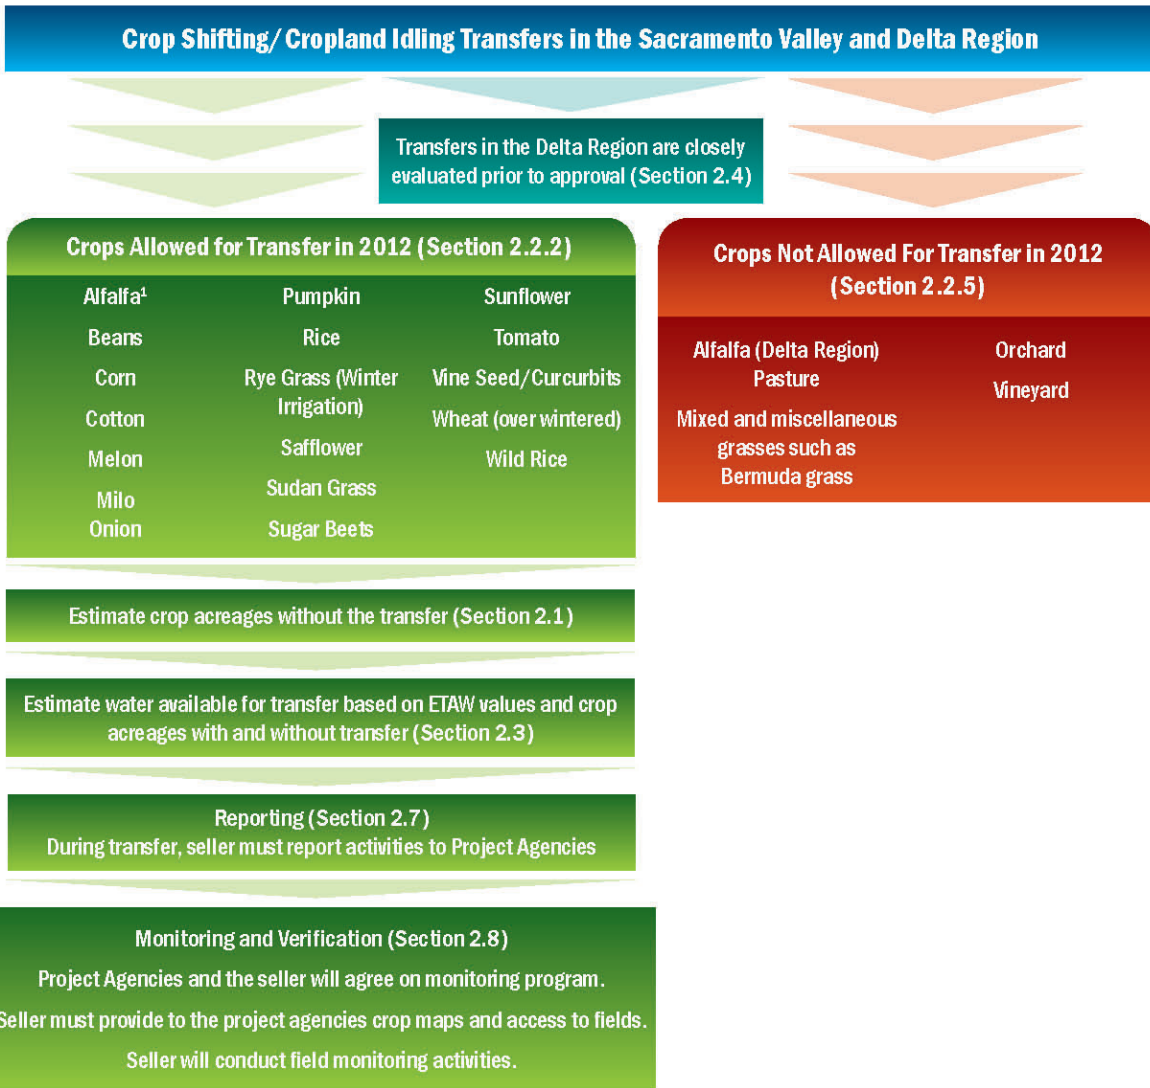 Crop Shifting/ Cropland Idling Transfers in the Sacramento Valley and Delta Region
Transfers in the Delta Region are closely
evaluated prior to approval (Section 2.4)
Crops Allowed for Transfer in 2012 (Section 2.2.2)
Alfalfa¹
Beans
Corn
Cotton
Melon
Milo
Onion
Pumpkin
Rice
Rye Grass (Winter
Irrigation)
Safflower
Sudan Grass
Sugar Beets
Sunflower
Tomato
Vine Seed/Curcurbits
Wheat (over wintered)
Wild Rice
Crops Not Allowed For Transfer in 2012
(Section 2.2.5)
Alfalfa (Delta Region)
Pasture
Mixed and miscellaneous
grasses such as
Bermuda grass
Orchard
Vineyard
Estimate crop acreages without the transfer (Section 2.1)
Estimate water available for transfer based on ETAW values and crop
acreages with and without transfer (Section 2.3)
Reporting (Section 2.7)
During transfer, seller must report activities to Project Agencies
Monitoring and Verification (Section 2.8)
Project Agencies and the seller will agree on monitoring program.
Seller must provide to the project agencies crop maps and access to fields.
Seller will conduct field monitoring activities.